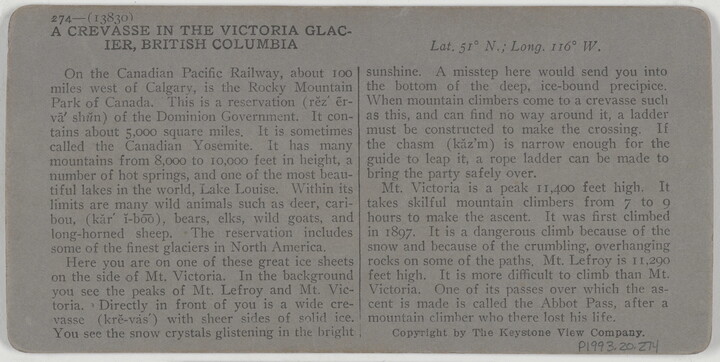 274—(13830)
A CREVASSE IN THE VICTORIA GLAC-
IER, BRITISH COLUMBIA
Lat. 51° N.; Long. 116° W.
On the Canadian Pacific Railway, about 100
miles west of Calgary, is the Rocky Mountain
Park of Canada. This is a reservation (rĕz′ ẽr-
vā′ shŭn) of the Dominion Government. It con-
tains about 5,000 square miles. It is sometimes
called the Canadian Yosemite. It has many
mountains from 8,000 to 10,000 feet in height, a
number of hot springs, and one of the most beau-
tiful lakes in the world, Lake Louise. Within its
limits are many wild animals such as deer, cari-
bou, (kăr′ ĭ-bōō), bears, elks, wild goats, and
long-horned sheep. The reservation includes
some of the finest glaciers in North America.
Here you are on one of these great ice sheets
on the side of Mt. Victoria. In the background
you see the peaks of Mt. Lefroy and Mt. Vic-
toria. Directly in front of you is a wide cre-
vasse (krĕ-văs′) with sheer sides of solid ice.
You see the snow crystals glistening in the bright
sunshine. A misstep here would send you into
the bottom of the deep, ice-bound precipice.
When mountain climbers come to a crevasse such
as this, and can find no way around it, a ladder
must be constructed to make the crossing. If
the chasm (kăz'm) is narrow enough for the
guide to leap it, a rope ladder can be made to
bring the party safely over.
Mt. Victoria is a peak 11,400 feet high. It
takes skilful mountain climbers from 7 to 9
hours to make the ascent. It was first climbed
in 1897. It is a dangerous climb because of the
snow and because of the crumbling, overhanging
rocks on some of the paths. Mt. Lefroy is 11,290
feet high. It is more difficult to climb than Mt.
Victoria. One of its passes over which the as-
cent is made is called the Abbot Pass, after a
mountain climber who there lost his life.
Copyright by The Keystone View Company.
P1993.20.274